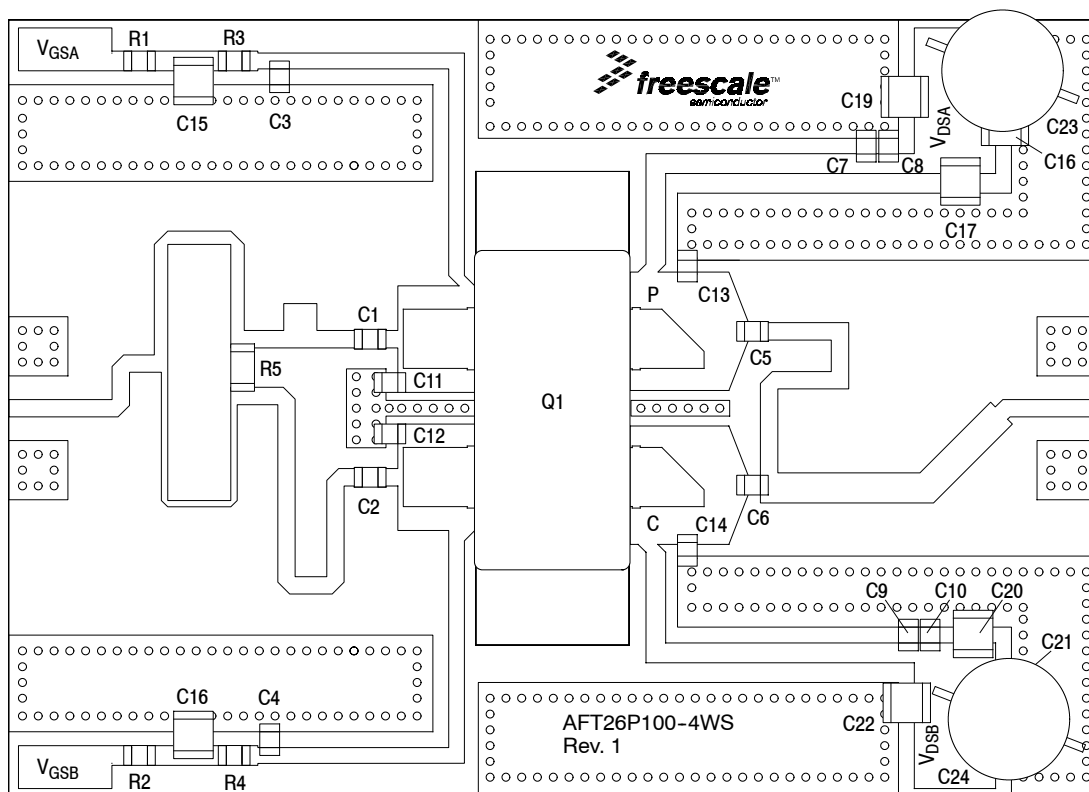 VGSA
R1
R3
C15
C3
freescale™
semiconductor
C19
VDSA
C23
C16
C7
C8
C17
C13
P
C1
C5
R5
C11
Q1
C12
C2
C6
C
C14
C9
C10
C20
C21
C16
C4
AFT26P100-4WS
Rev. 1
C22
VDSB
C24
VGSB
R2
R4